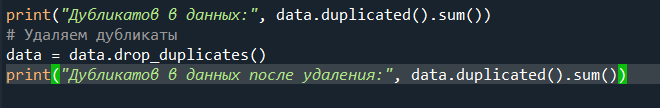 print("Дубликатов в данных:", data.duplicated().sum())
# Удаляем дубликаты
data = data.drop_duplicates()
print("Дубликатов в данных после удаления:", data.duplicated().sum())